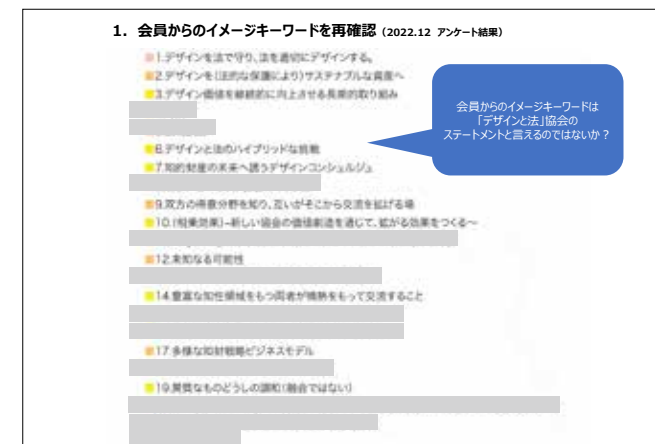 1. 会員からのイメージキーワードを再確認 (2022.12 アンケート結果)
1.デザインを法で守り、法を適切にデザインする。
2.デザインを(法的な保護により)サステナブルな資産へ
3.デザイン価値を継続的に向上させる長期的取り組み
会員からのイメージキーワードは
「デザインと法」協会の
ステートメントと言えるのではないか？
6.デザインと法のハイブリッドな挑戦
7.知的財産の未来へ誘うデザインコンシェルジュ
9.双方の得意分野を知り、互いがそこから交流を拡げる場
10.(相乗効果)–新しい協会の価値創造を通じて、拡がる効果をつくる～
12.未知なる可能性
14.豊富な知性領域をもつ両者が情熱をもって交流すること
17.多様な知財戦略ビジネスモデル
19.異質なものどうしの調和(融合ではない)